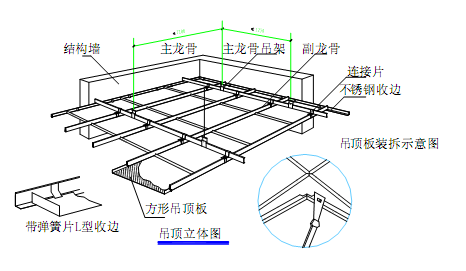 结构墙
主龙骨
主龙骨吊架
副龙骨
连接片
不锈钢收边
吊顶板装拆示意图
方形吊顶板
带弹簧片L型收边
吊顶立体图